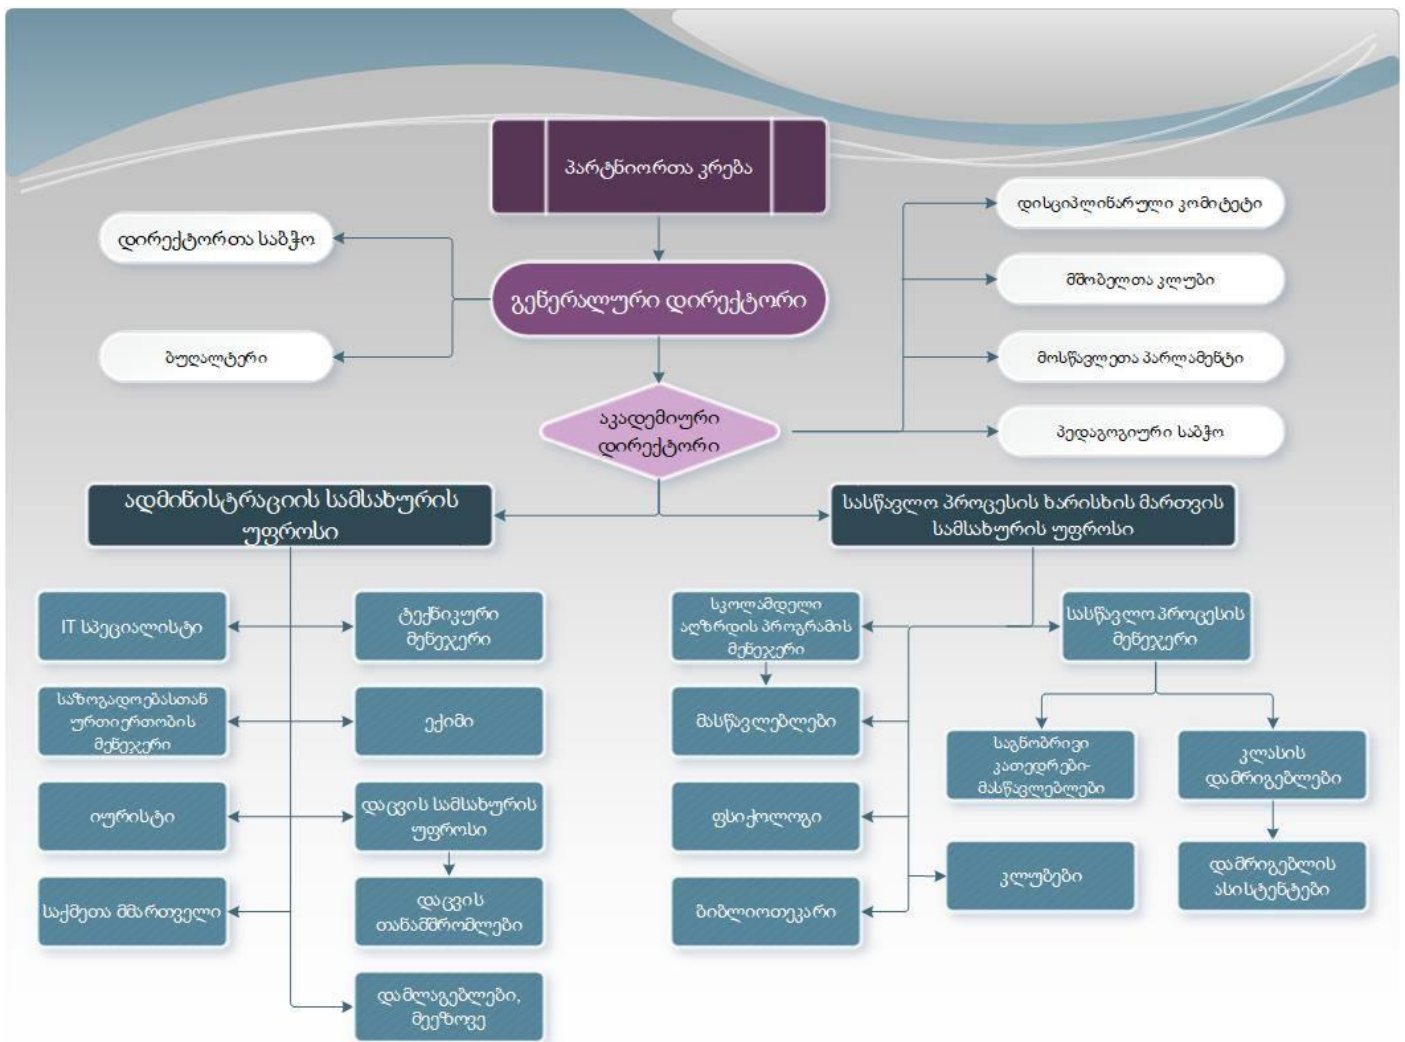 პარტნიორთა კრება
დირექტორთა საბჭო
გენერალური დირექტორი
ბუღალტერი
დისციპლინარული კომიტეტი
მშობელთა კლუბი
მოსწავლეთა პარლამენტი
პედაგოგიური საბჭო
აკადემიური
დირექტორი
ადმინისტრაციის სამსახურის
უფროსი
სასწავლო პროცესის ხარისხის მართვის
სამსახურის უფროსი
IT სპეციალისტი
ტექნიკური
მენეჯერი
საზოგადოებასთან
ურთიერთობის
მენეჯერი
ექიმი
იურისტი
დაცვის სამსახურის
უფროსი
საქმეთა მმართველი
დაცვის
თანამშრომლები
დამლაგებლები,
მეეზოვე
სკოლამდელი
აღზრდის პროგრამის
მენეჯერი
მასწავლებლები
ფსიქოლოგი
ბიბლიოთეკარი
სასწავლო პროცესის
მენეჯერი
საგნობრივი
კათედრები-
მასწავლებლები
კლუბები
კლასის
დამრიგებლები
დამრიგებლის
ასისტენტები